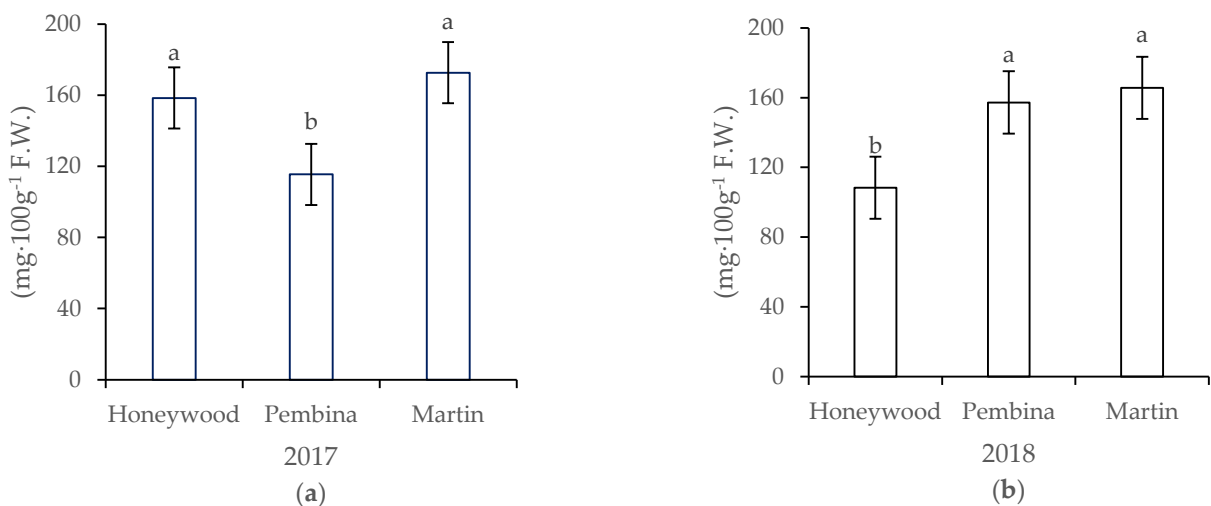 200
160
120
80
40
0
(mg·100g-1 F.W.)
a
b
a
Honeywood Pembina Martin
2017
(a)
200
160
120
80
40
0
(mg·100g-1 F.W.)
b
a
a
Honeywood Pembina Martin
2018
(b)